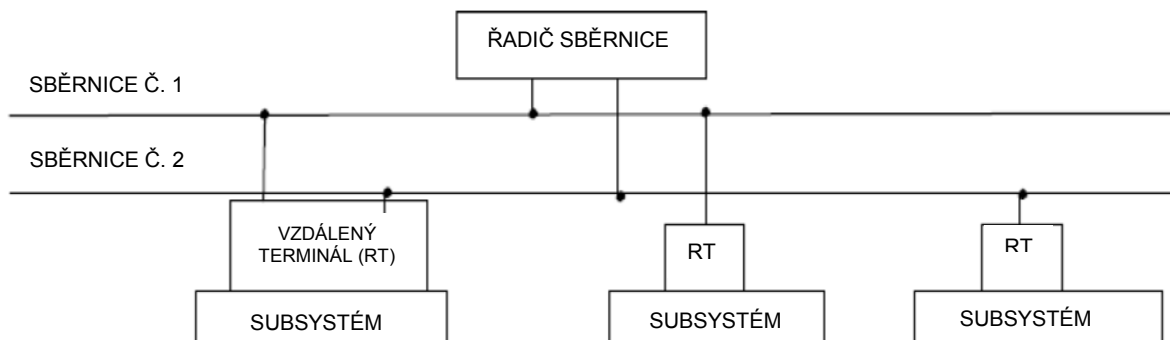 ŘADIČ SBĚRNICE
SBĚRNICE Č. 1
SBĚRNICE Č. 2
VZDÁLENÝ
TERMINÁL (RT)
RT
RT
SUBSYSTÉM
SUBSYSTÉM
SUBSYSTÉM